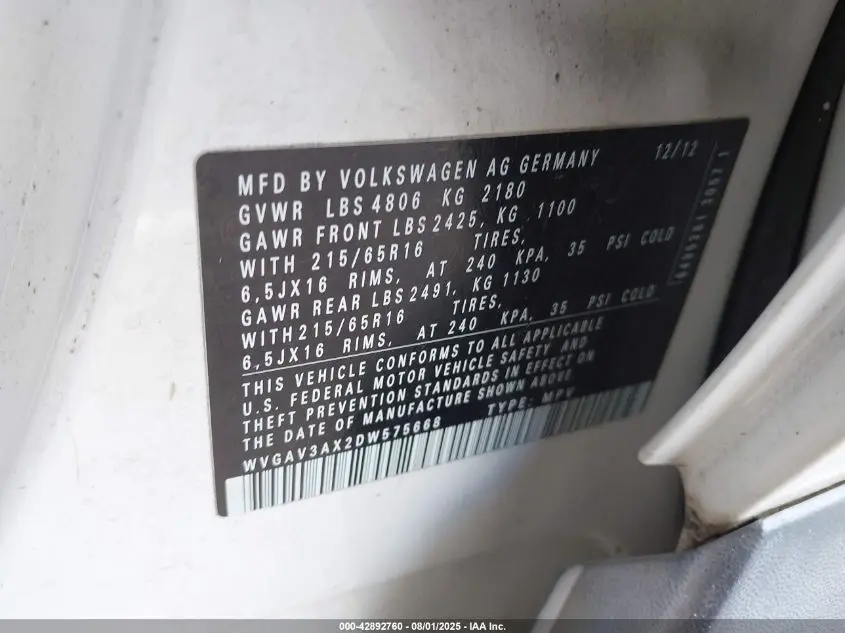 MFD BY VOLKSWAGEN AG GERMANY 12/12
GVWR LBS 4806 KG 2180
GAWR FRONT LBS 2425, KG 1100
WITH 215/65R16 TIRES,
6,5JX16 RIMS, AT 240 KPA, 35 PSI COLD
GAWR REAR LBS 2491, KG 1130
WITH 215/65R16 TIRES,
6,5JX16 RIMS, AT 240 KPA, 35 PSI COLD
THIS VEHICLE CONFORMS TO ALL APPLICABLE
U.S. FEDERAL MOTOR VEHICLE SAFETY AND
THEFT PREVENTION STANDARDS IN EFFECT ON
THE DATE OF MANUFACTURE SHOWN ABOVE
WVGAV3AX2DW575668 TYPE: MPV
000-42892760 - 08/01/2025 - IAA Inc.